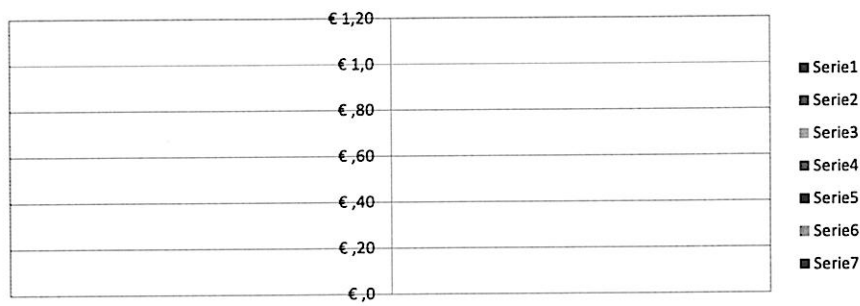 € 1,20
€ 1,0
€ ,80
€ ,60
€ ,40
€ ,20
€ ,0
Serie1
Serie2
Serie3
Serie4
Serie5
Serie6
Serie7